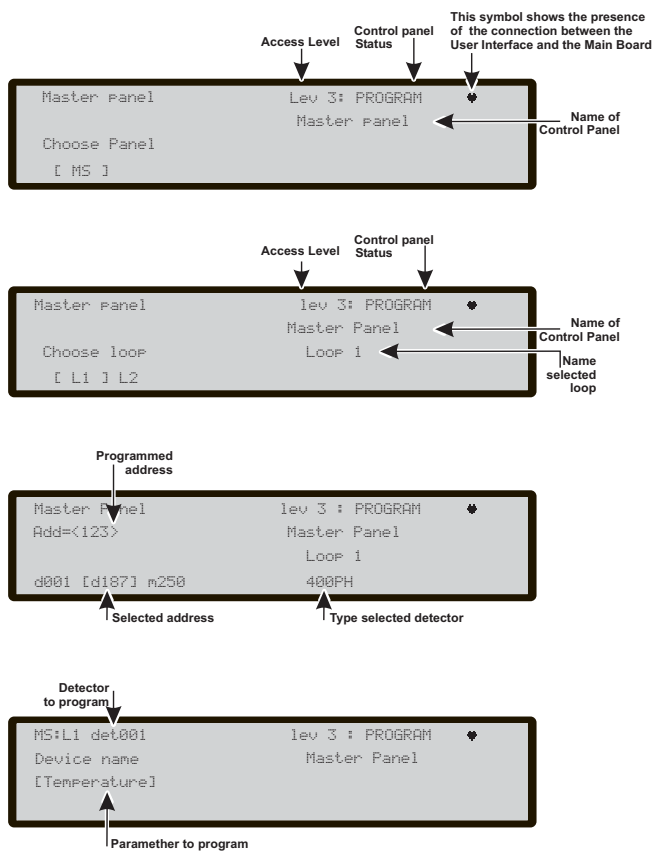 This symbol shows the presence
of the connection between the
User Interface and the Main Board
Control panel
Status
Access Level
Master panel Lev 3: PROGRAM ♥
Master panel
Name of
Control Panel
Choose Panel
[ MS ]
Control panel
Status
Access Level
Master panel lev 3: PROGRAM ♥
Master Panel
Name of
Control Panel
Choose loop Loop 1
Name
selected
loop
[ L1 ] L2
Programmed
address
Master Panel lev 3 : PROGRAM ♥
Add=<123> Master Panel
Loop 1
d001 [d187] m250 400PH
Selected address Type selected detector
Detector
to program
MS:L1 det001 lev 3 : PROGRAM ♥
Device name Master Panel
[Temperature]
Paramether to program